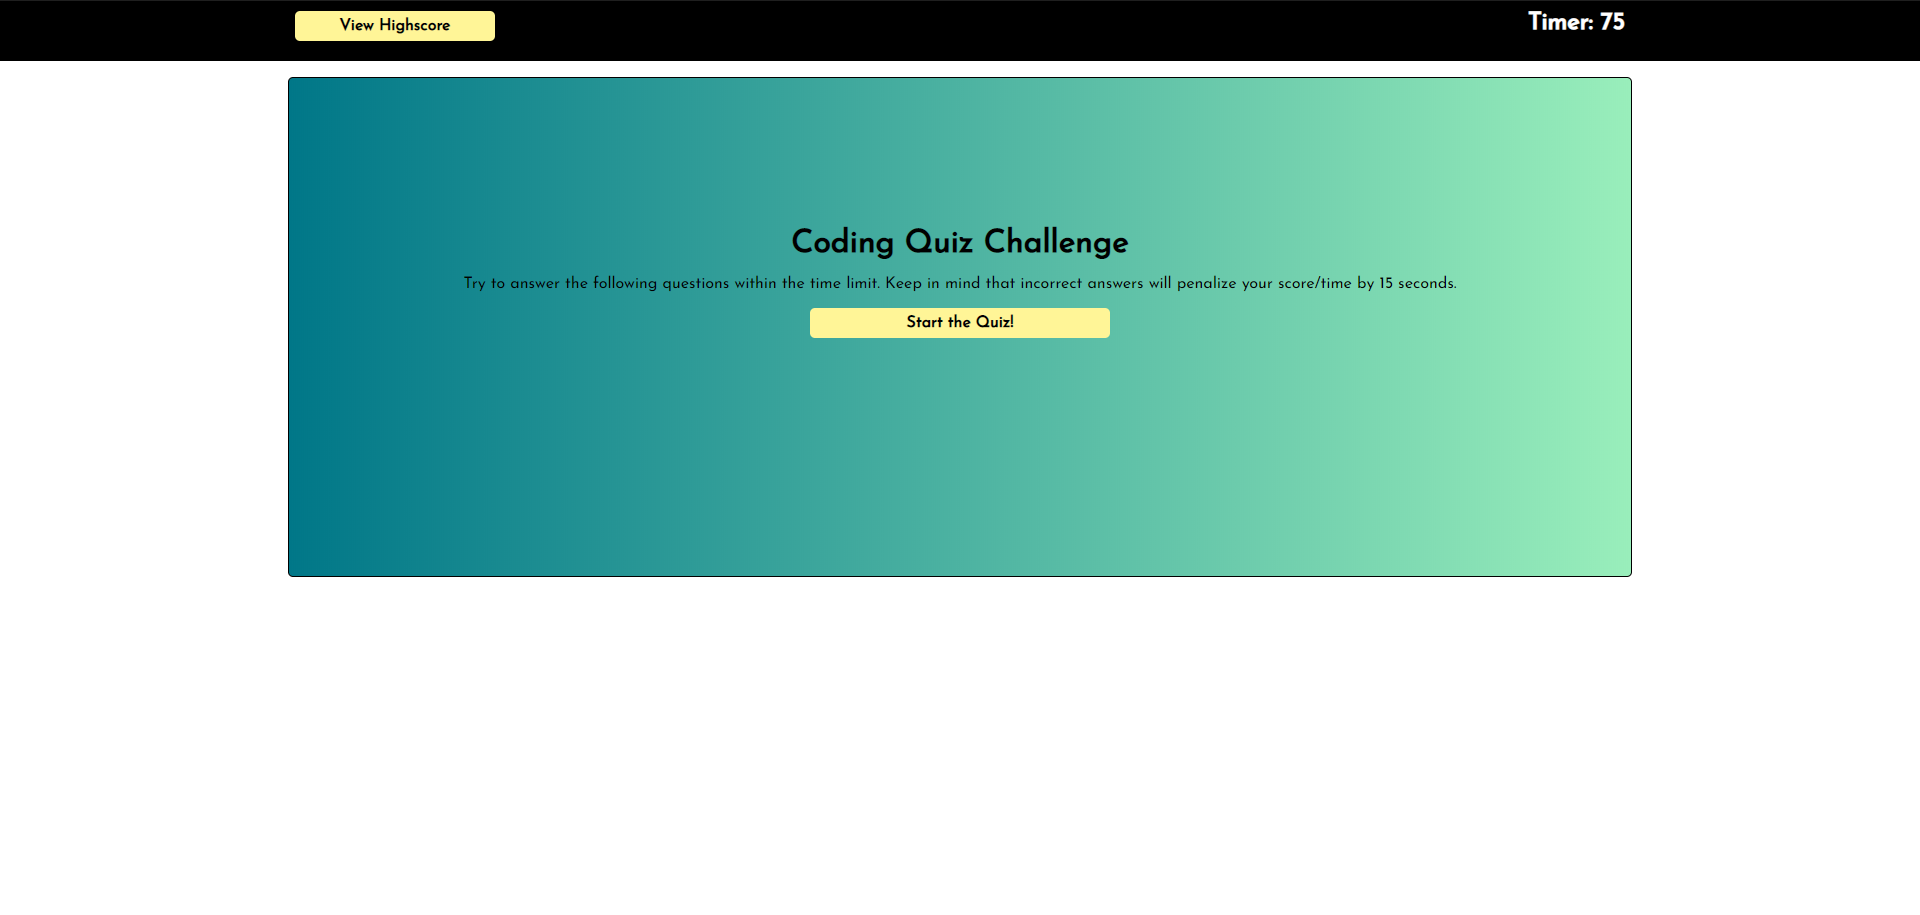 View Highscore
Timer: 75
Coding Quiz Challenge
Try to answer the following questions within the time limit. Keep in mind that incorrect answers will penalize your score/time by 15 seconds.
Start the Quiz!